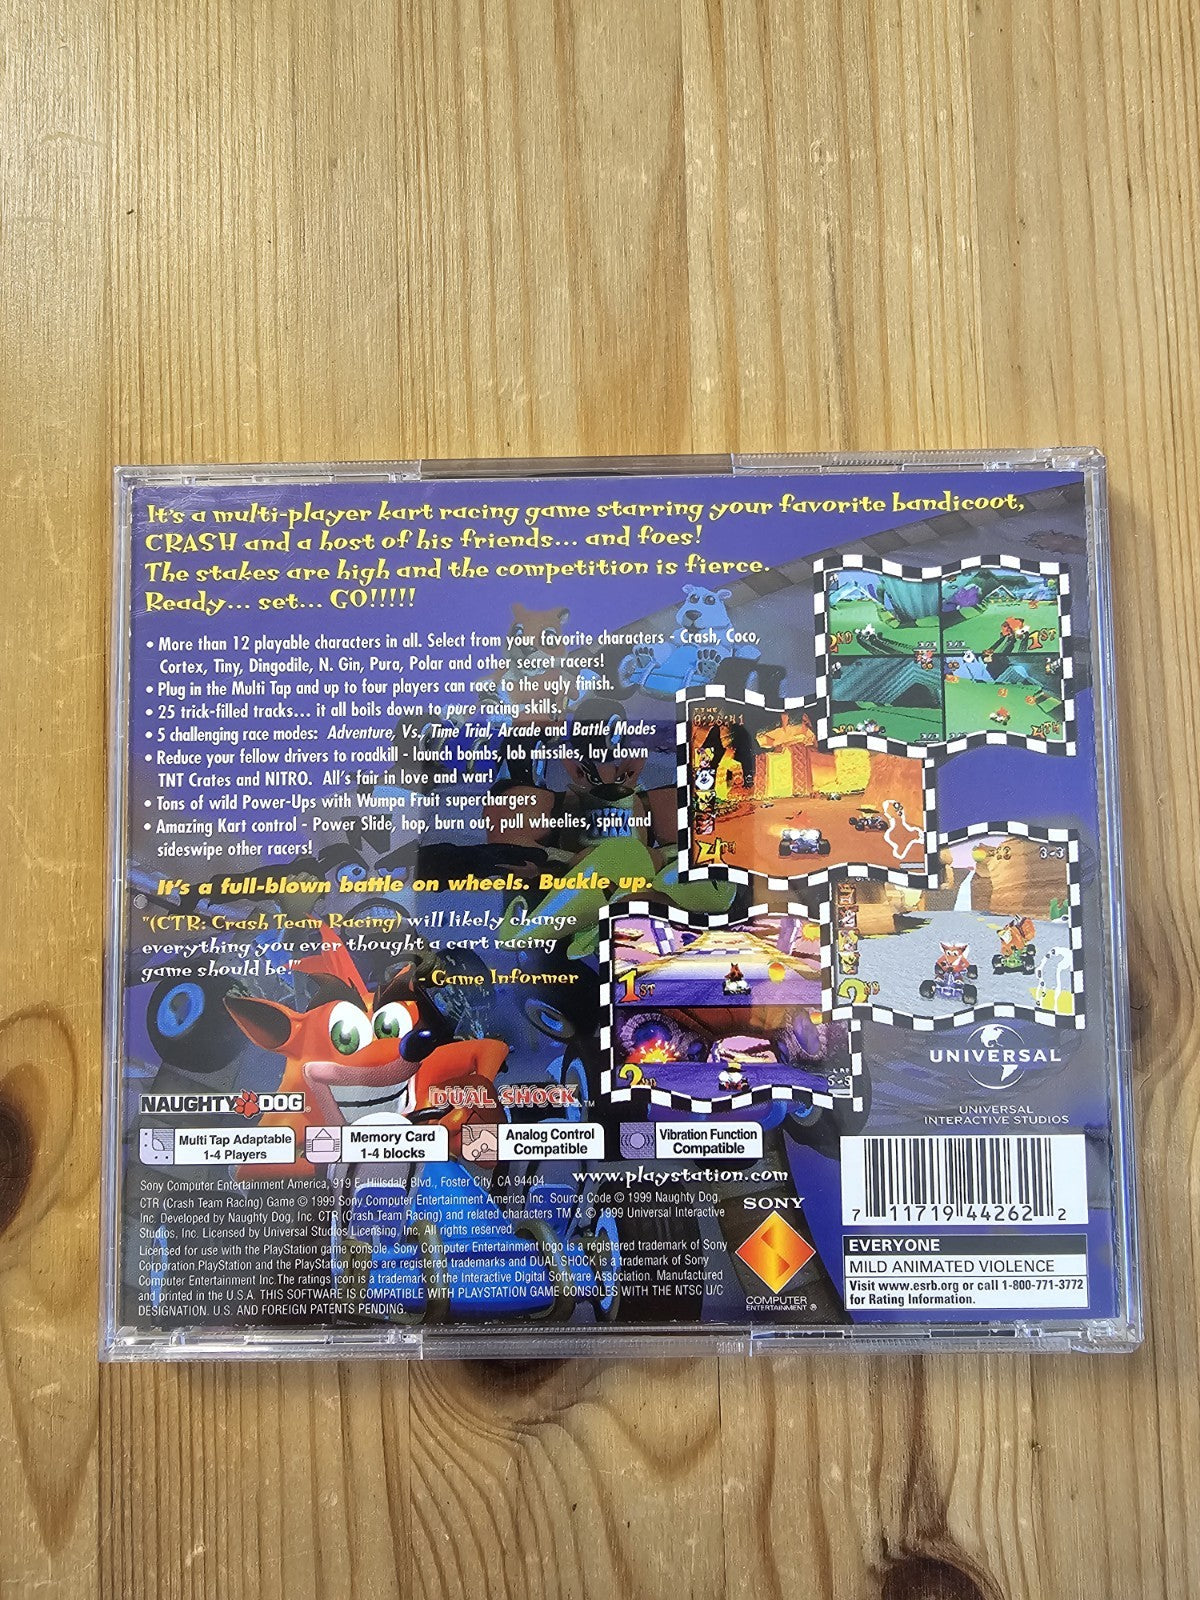 It's a multi-player kart racing game starring your favorite bandicoot,
CRASH and a host of his friends... and foes!
The stakes are high and the competition is fierce.
Ready... set... GO!!!!!
• More than 12 playable characters in all. Select from your favorite characters - Crash, Coco,
Cortex, Tiny, Dingodile, N. Gin, Pura, Polar and other secret racers!
• Plug in the Multi Tap and up to four players can race to the ugly finish.
• 25 trick-filled tracks... it all boils down to pure racing skills.
• 5 challenging race modes: Adventure, Vs., Time Trial, Arcade and Battle Modes
• Reduce your fellow drivers to roadkill - launch bombs, lob missiles, lay down
TNT Crates and NITRO. All's fair in love and war!
• Tons of wild Power-Ups with Wumpa Fruit superchargers
• Amazing Kart control - Power Slide, hop, burn out, pull wheelies, spin and
sideswipe other racers!
It's a full-blown battle on wheels. Buckle up.
"(CTR: Crash Team Racing) will likely change
everything you ever thought a cart racing
game should be!"
- Game Informer
2ND
1ST
4TH
TIME
0:26:41
4TH
3-3
2ND
1ST
2ND
LAP
UNIVERSAL
UNIVERSAL
INTERACTIVE STUDIOS
NAUGHTY DOG
DUAL SHOCK™
Multi Tap Adaptable
1-4 Players
Memory Card
1-4 blocks
Analog Control
Compatible
Vibration Function
Compatible
www.playstation.com
Sony Computer Entertainment America, 919 E. Hillsdale Blvd., Foster City, CA 94404.
CTR (Crash Team Racing) Game © 1999 Sony Computer Entertainment America Inc. Source Code © 1999 Naughty Dog,
Inc. Developed by Naughty Dog, Inc. CTR (Crash Team Racing) and related characters TM & © 1999 Universal Interactive
Studios, Inc. Licensed by Universal Studios Licensing, Inc. All rights reserved.
Licensed for use with the PlayStation game console. Sony Computer Entertainment logo is a registered trademark of Sony
Corporation.PlayStation and the PlayStation logos are registered trademarks and DUAL SHOCK is a trademark of Sony
Computer Entertainment Inc.The ratings icon is a trademark of the Interactive Digital Software Association. Manufactured
and printed in the U.S.A. THIS SOFTWARE IS COMPATIBLE WITH PLAYSTATION GAME CONSOLES WITH THE NTSC U/C
DESIGNATION. U.S. AND FOREIGN PATENTS PENDING.
SONY
COMPUTER
ENTERTAINMENT ®
7 11719 44262 2
EVERYONE
MILD ANIMATED VIOLENCE
Visit www.esrb.org or call 1-800-771-3772
for Rating Information.